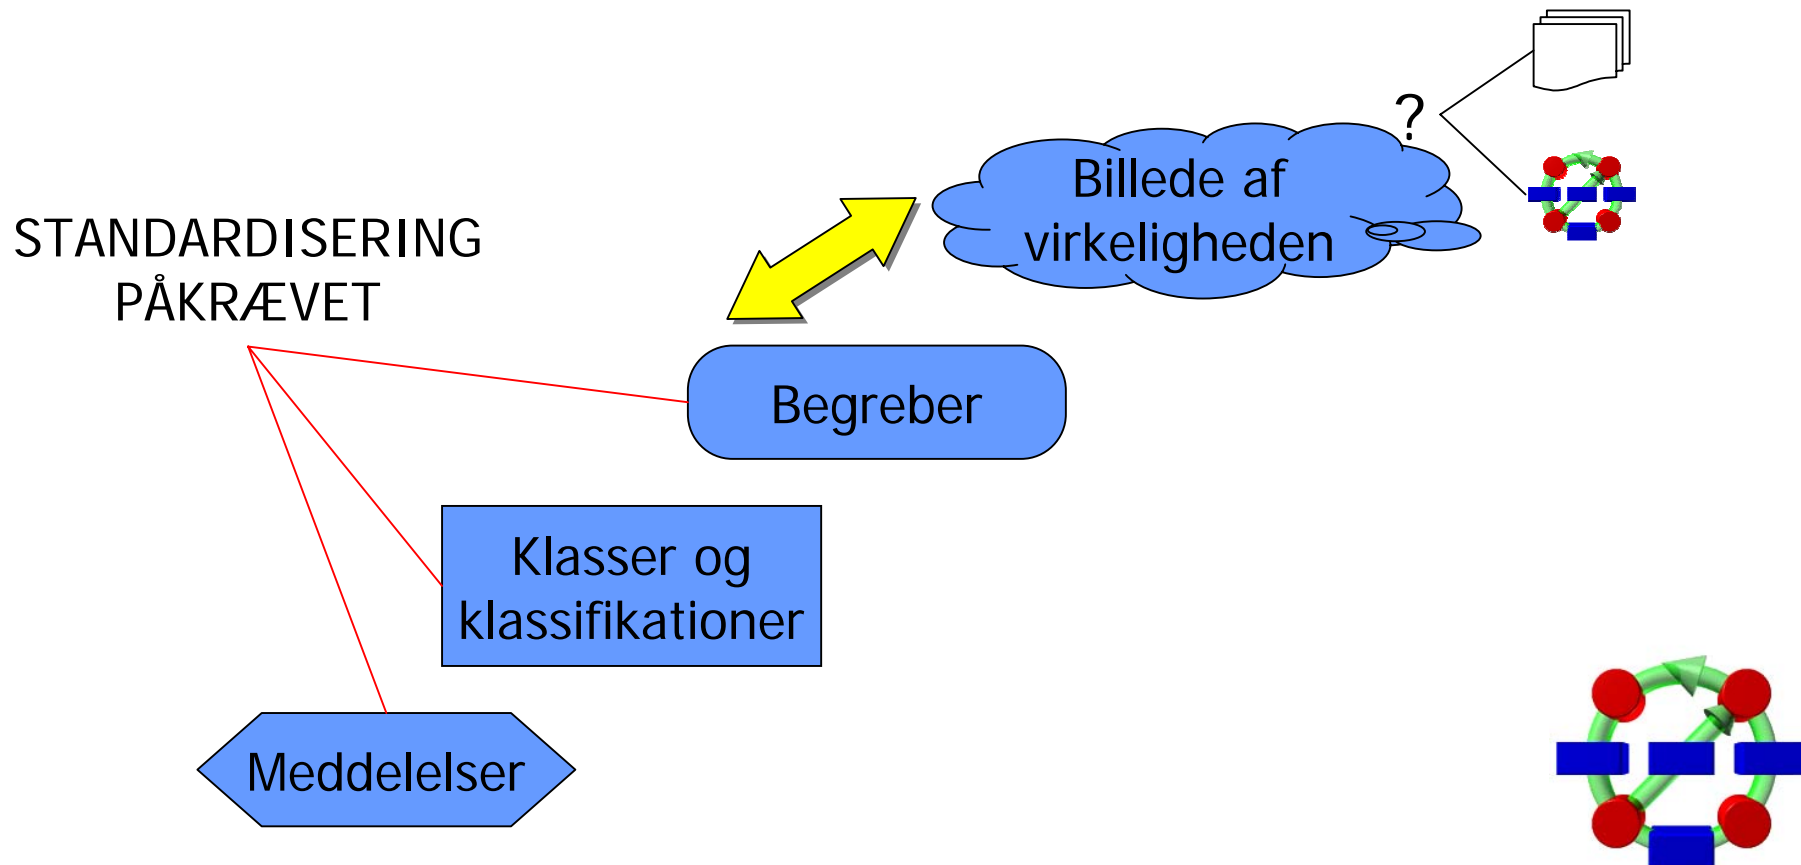 ?
Billede af
virkeligheden
STANDARDISERING
PÅKRÆVET
Begreber
Klasser og
klassifikationer
Meddelelser